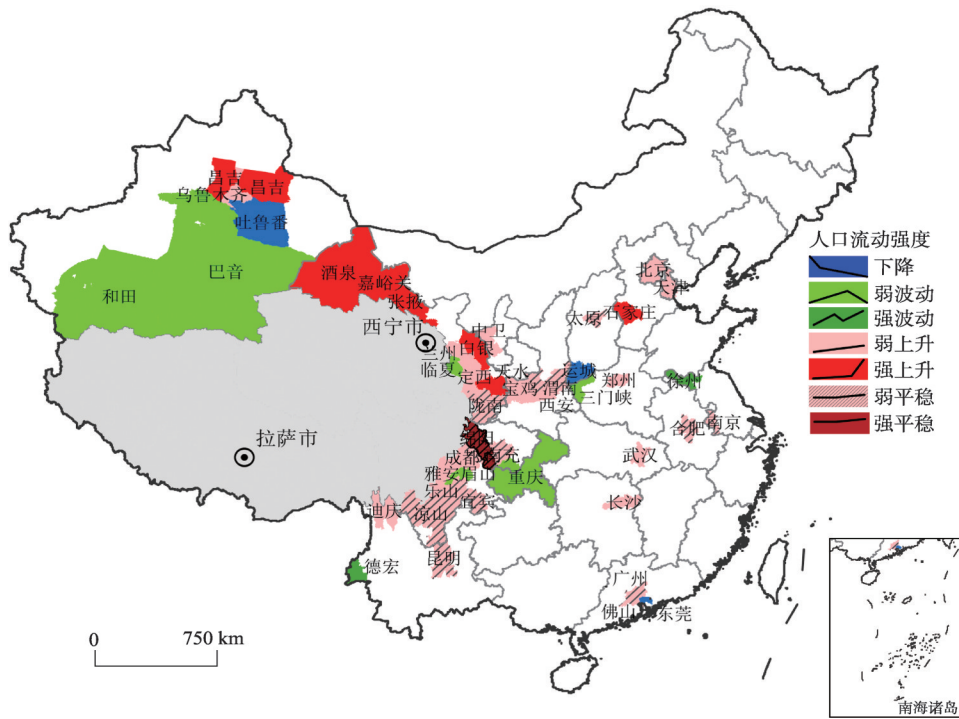 昌吉
昌吉
乌鲁木齐
吐鲁番
巴音
和田
酒泉
嘉峪关
张掖
西宁市
拉萨市
北京
天津
石家庄
太原
中卫
兰州
白银
临夏
定西
天水
宝鸡
渭南
运城
郑州
徐州
西安
三门峡
陇南
合肥
南京
成都
南充
武汉
雅安
眉山
重庆
乐山
宜宾
长沙
迪庆
凉山
昆明
德宏
广州
佛山
东莞
人口流动强度
下降
弱波动
强波动
弱上升
强上升
弱平稳
强平稳
0
750 km
南海诸岛